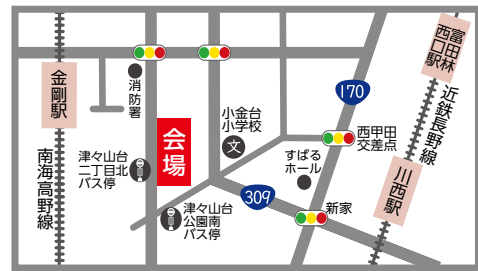 金剛駅
南海高野線
消防署
津々山台
二丁目北
バス停
会場
小金台
小学校
文
津々山台
公園南
バス停
すばる
ホール
170
309
西甲田
交差点
新家
富田林
西口駅
近鉄長野線
川西駅